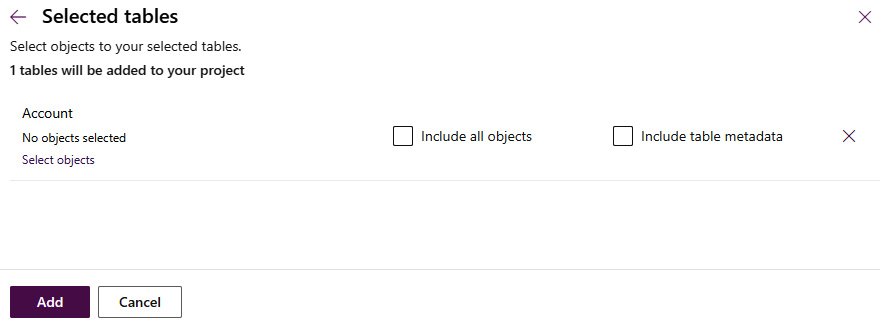 Selected tables
Select objects to your selected tables.
1 tables will be added to your project
Account
No objects selected
Include all objects
Include table metadata
Select objects
Add
Cancel